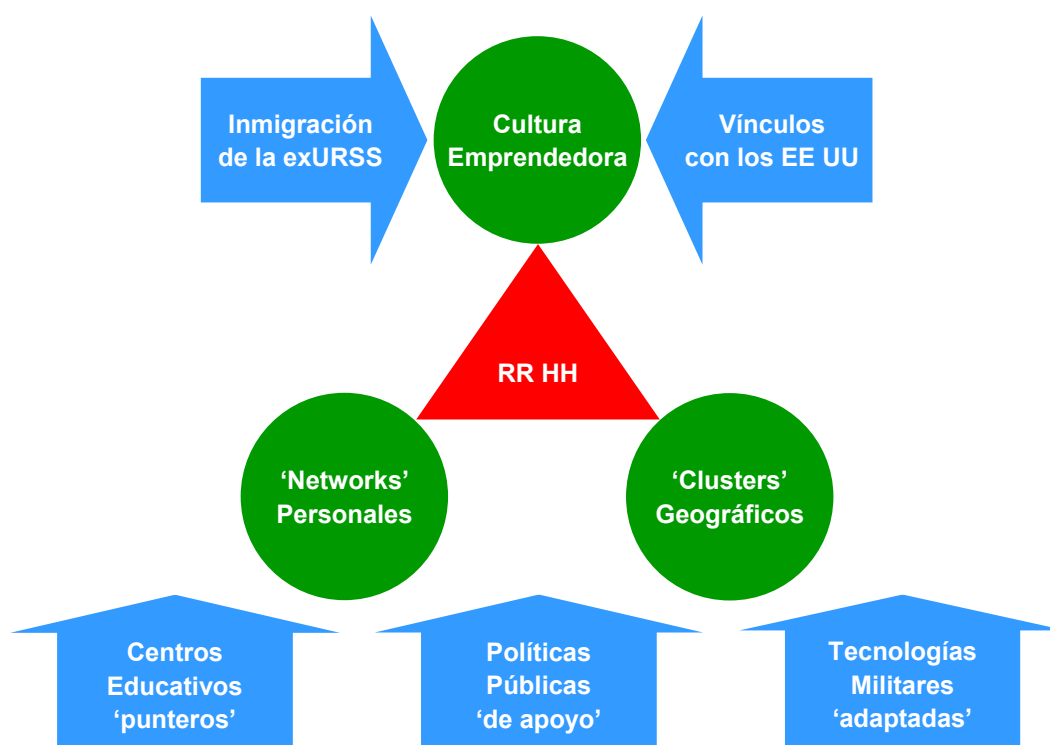 Inmigración
de la exURSS
Cultura
Emprendedora
Vínculos
con los EE UU
RR HH
‘Networks’
Personales
‘Clusters’
Geográficos
Centros
Educativos
‘punteros’
Políticas
Públicas
‘de apoyo’
Tecnologías
Militares
‘adaptadas’